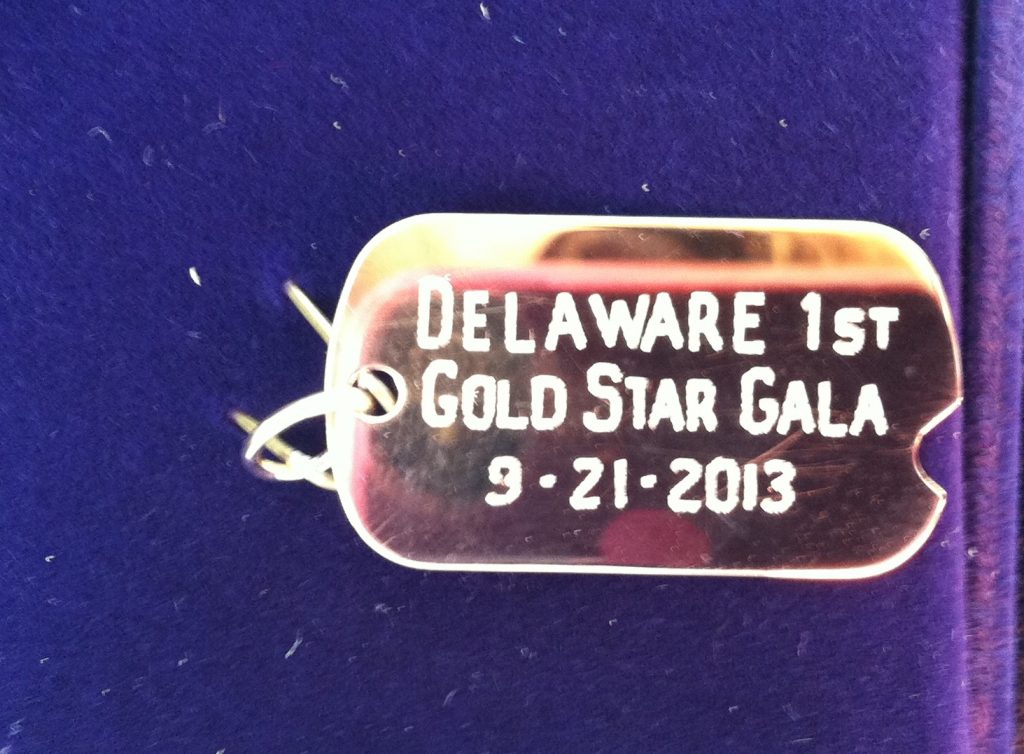 DELAWARE 1ST
GOLD STAR GALA
9-21-2013